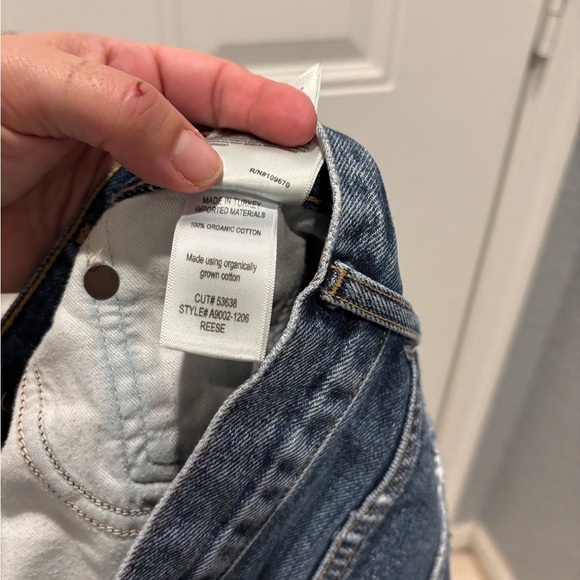 R/N#109670
MADE IN TURKEY
IMPORTED MATERIALS
100% ORGANIC COTTON
Made using organically
grown cotton
CUT# 53638
STYLE# A9002-1206
REESE